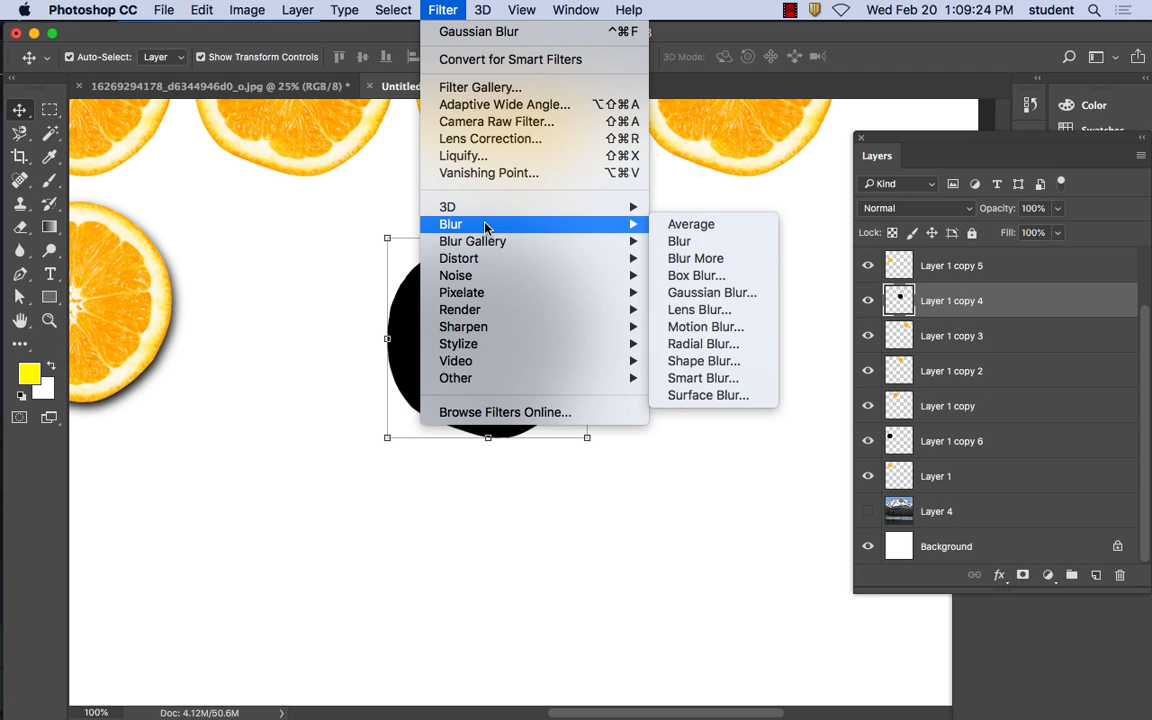 Photoshop CC File Edit Image Layer Type Select Filter 3D View Window Help Wed Feb 20 1:09:24 PM student
Gaussian Blur ^⌘F
Auto-Select: Layer Show Transform Controls 3D Mode:
Convert for Smart Filters
× 16269294178_d6344946d0_o.jpg @ 25% (RGB/8) * × Untitled
Filter Gallery...
Adaptive Wide Angle... ⌥⇧⌘A
Camera Raw Filter... ⇧⌘A
Lens Correction... ⇧⌘R
Liquify... ⇧⌘X
Vanishing Point... ⌥⌘V
3D
Blur
Blur Gallery
Distort
Noise
Pixelate
Render
Sharpen
Stylize
Video
Other
Browse Filters Online...
Average
Blur
Blur More
Box Blur...
Gaussian Blur...
Lens Blur...
Motion Blur...
Radial Blur...
Shape Blur...
Smart Blur...
Surface Blur...
Color
Swatches
Layers
Kind
Normal Opacity: 100%
Lock: Fill: 100%
Layer 1 copy 5
Layer 1 copy 4
Layer 1 copy 3
Layer 1 copy 2
Layer 1 copy
Layer 1 copy 6
Layer 1
Layer 4
Background
fx
100% Doc: 4.12M/50.6M